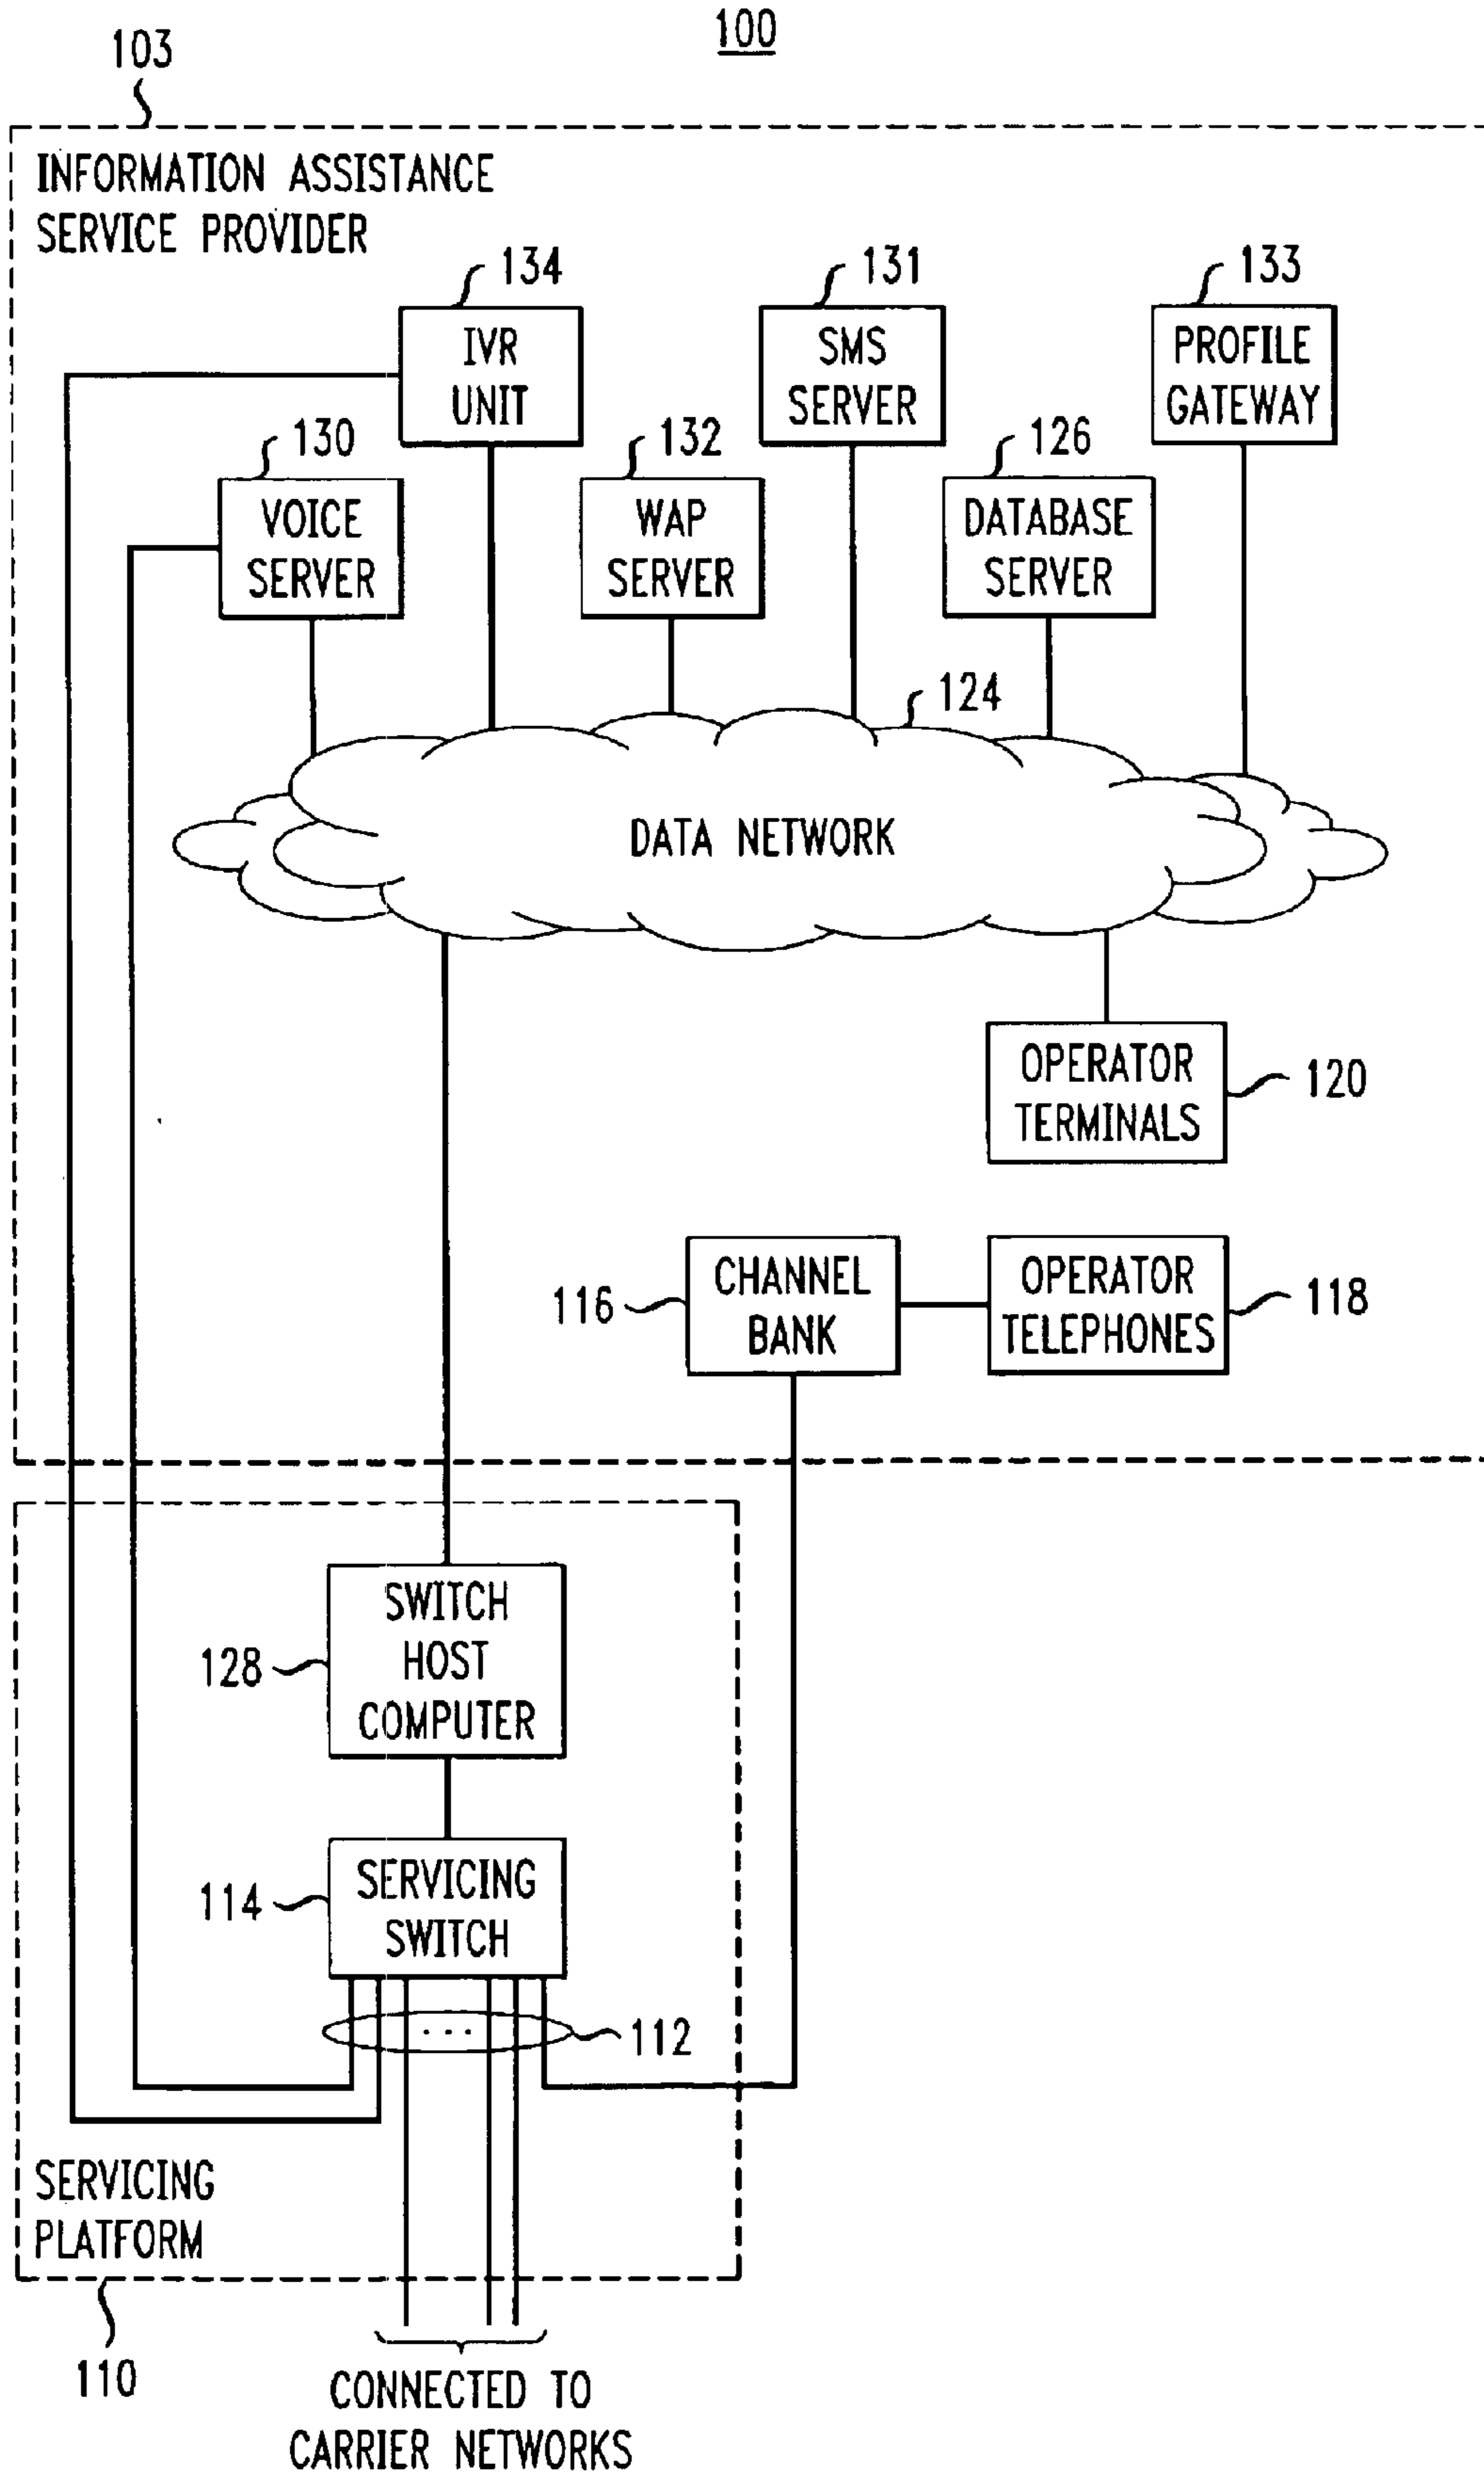 100
103
INFORMATION ASSISTANCE
SERVICE PROVIDER
134
131
133
IVR
UNIT
SMS
SERVER
PROFILE
GATEWAY
130
132
126
VOICE
SERVER
WAP
SERVER
DATABASE
SERVER
124
DATA NETWORK
OPERATOR
TERMINALS
120
116
CHANNEL
BANK
OPERATOR
TELEPHONES
118
128
SWITCH
HOST
COMPUTER
114
SERVICING
SWITCH
. . .
112
SERVICING
PLATFORM
110
CONNECTED TO
CARRIER NETWORKS